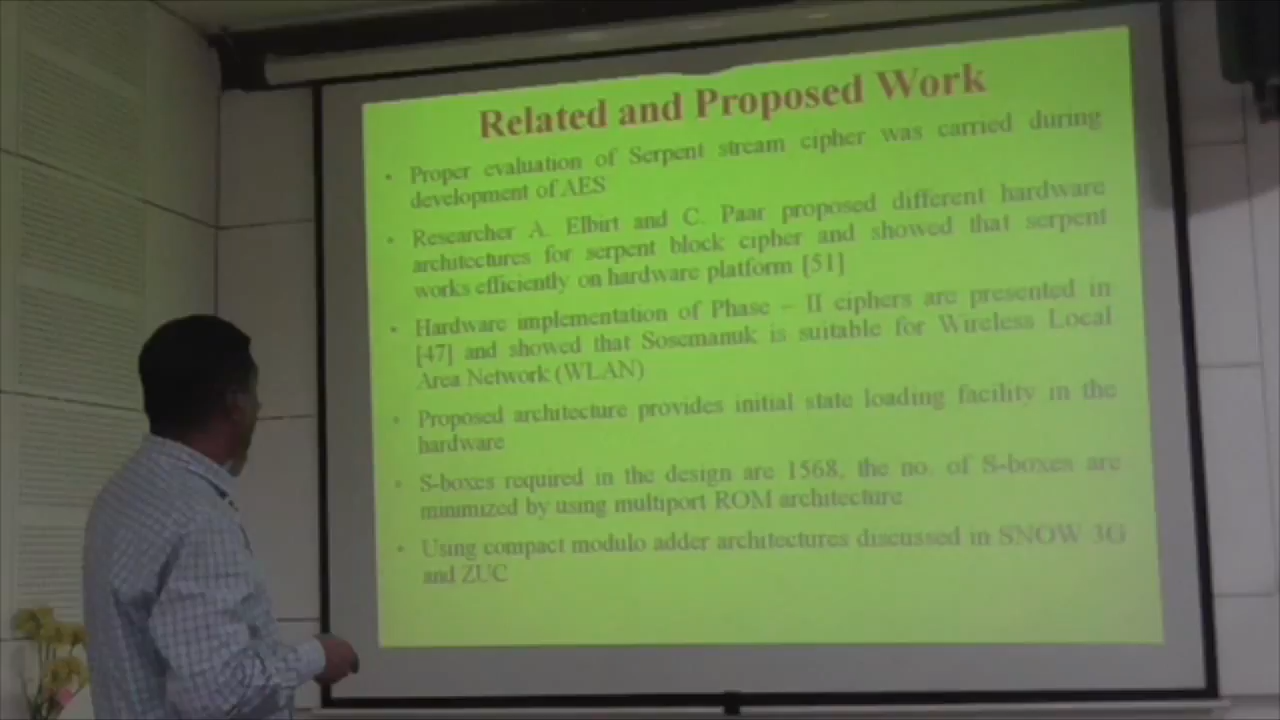 Related and Proposed Work
• Proper evaluation of Serpent stream cipher was carried during
development of AES
• Researcher A. Elbirt and C. Paar proposed different hardware
architectures for serpent block cipher and showed that serpent
works efficiently on hardware platform [51]
• Hardware implementation of Phase – II ciphers are presented in
[47] and showed that Sosemanuk is suitable for Wireless Local
Area Network (WLAN)
• Proposed architecture provides initial state loading facility in the
hardware
• S-boxes required in the design are 1568, the no. of S-boxes are
minimized by using multiport ROM architecture
• Using compact modulo adder architectures discussed in SNOW 3G
and ZUC